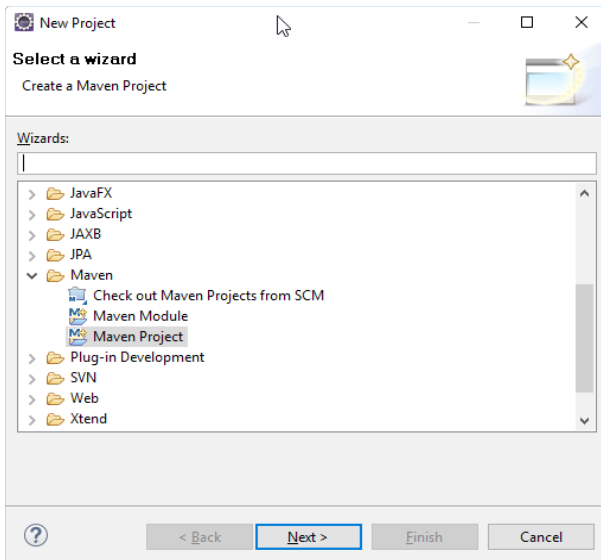 New Project
Select a wizard
Create a Maven Project
Wizards:
JavaFX
JavaScript
JAXB
JPA
Maven
Check out Maven Projects from SCM
Maven Module
Maven Project
Plug-in Development
SVN
Web
Xtend
< Back Next > Finish Cancel